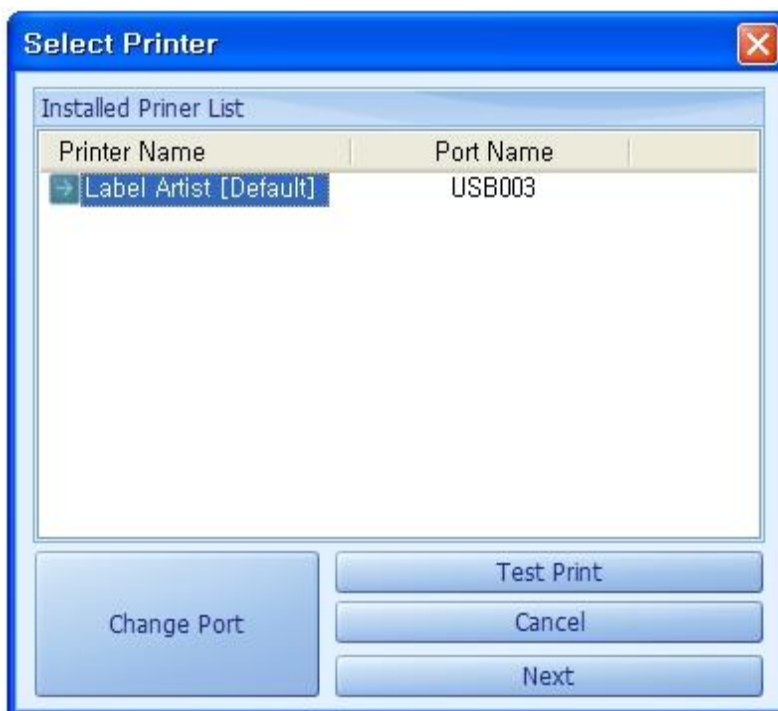 Select Printer
Installed Priner List
Printer Name Port Name
Label Artist [Default] USB003
Change Port
Test Print
Cancel
Next